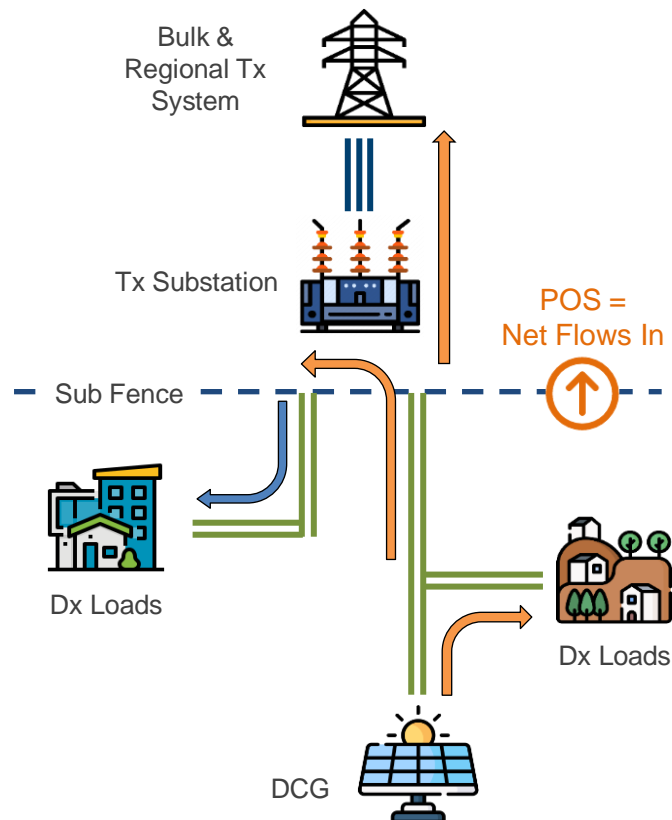 Bulk &
Regional Tx
System
Tx Substation
POS =
Net Flows In
Sub Fence
Dx Loads
Dx Loads
DCG